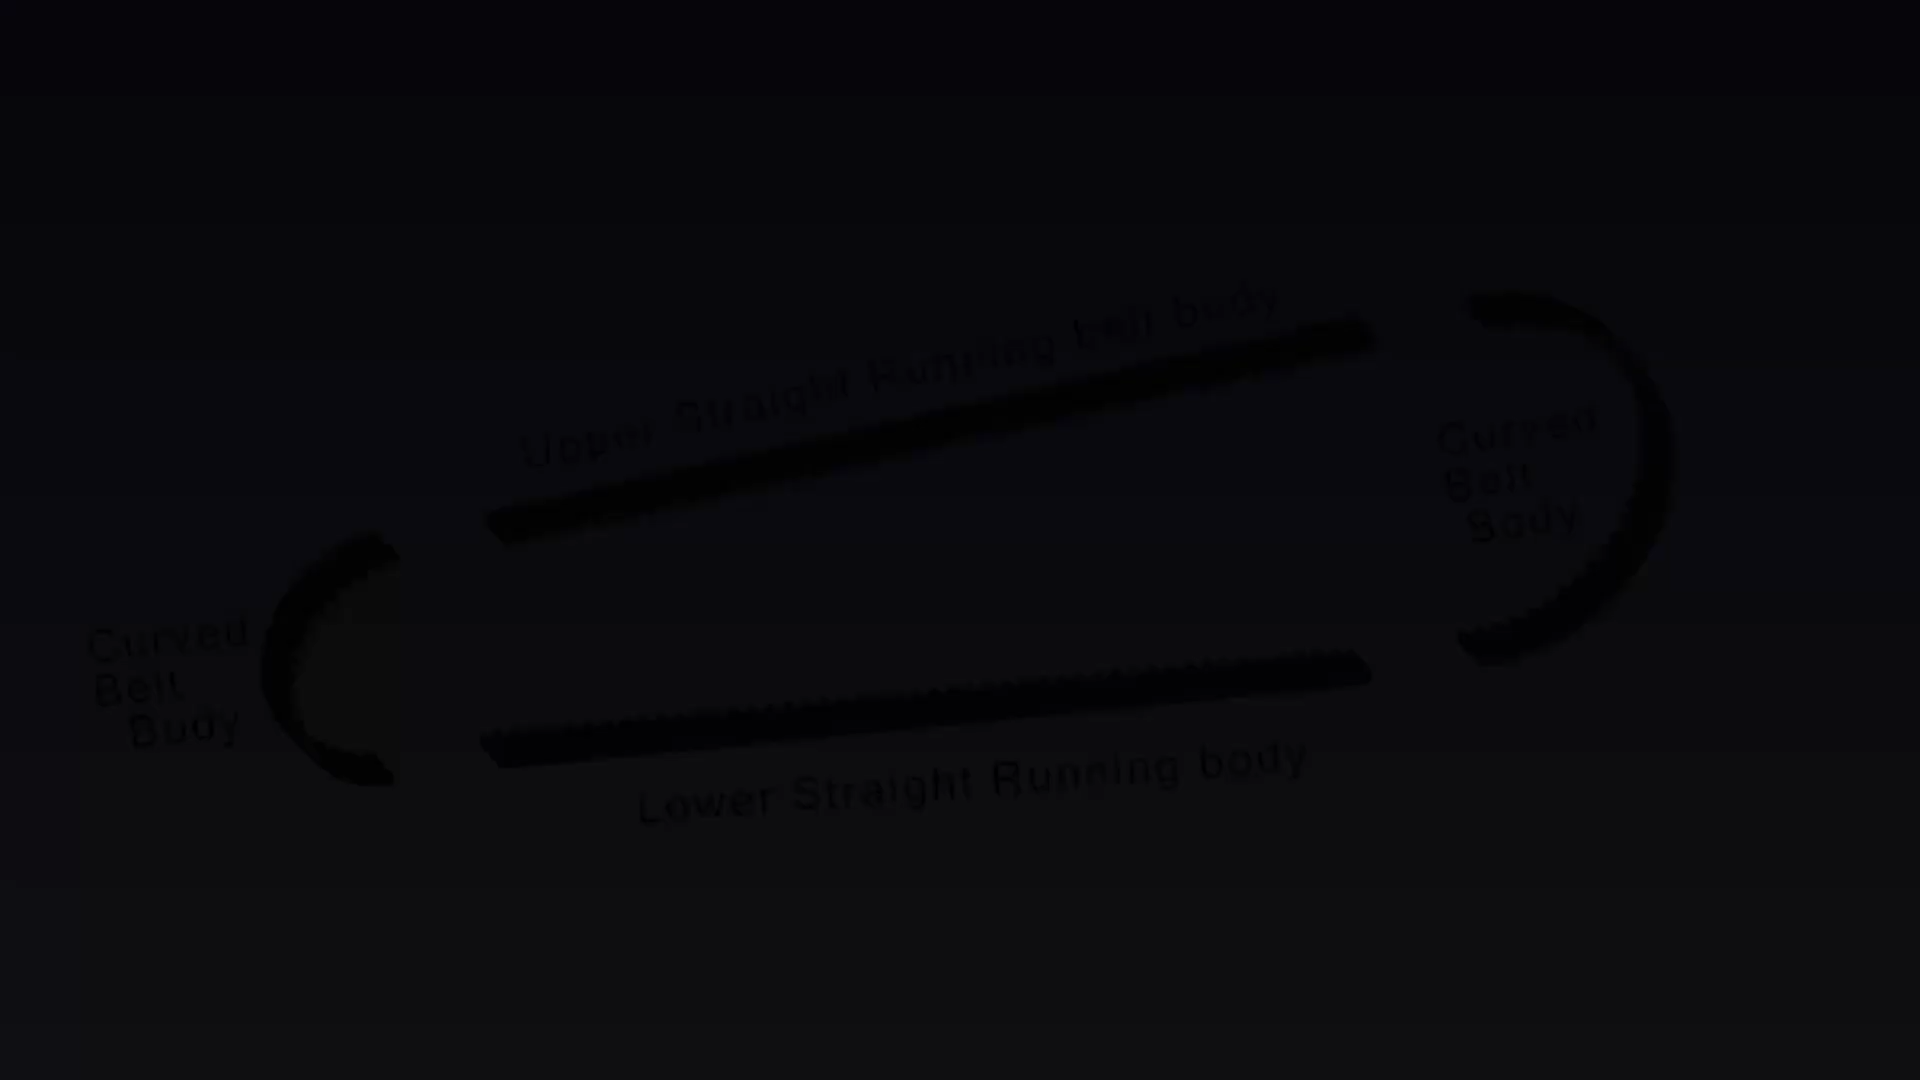 Upper Straight Running belt body
Curved
Belt
Body
Curved
Belt
Body
Lower Straight Running body